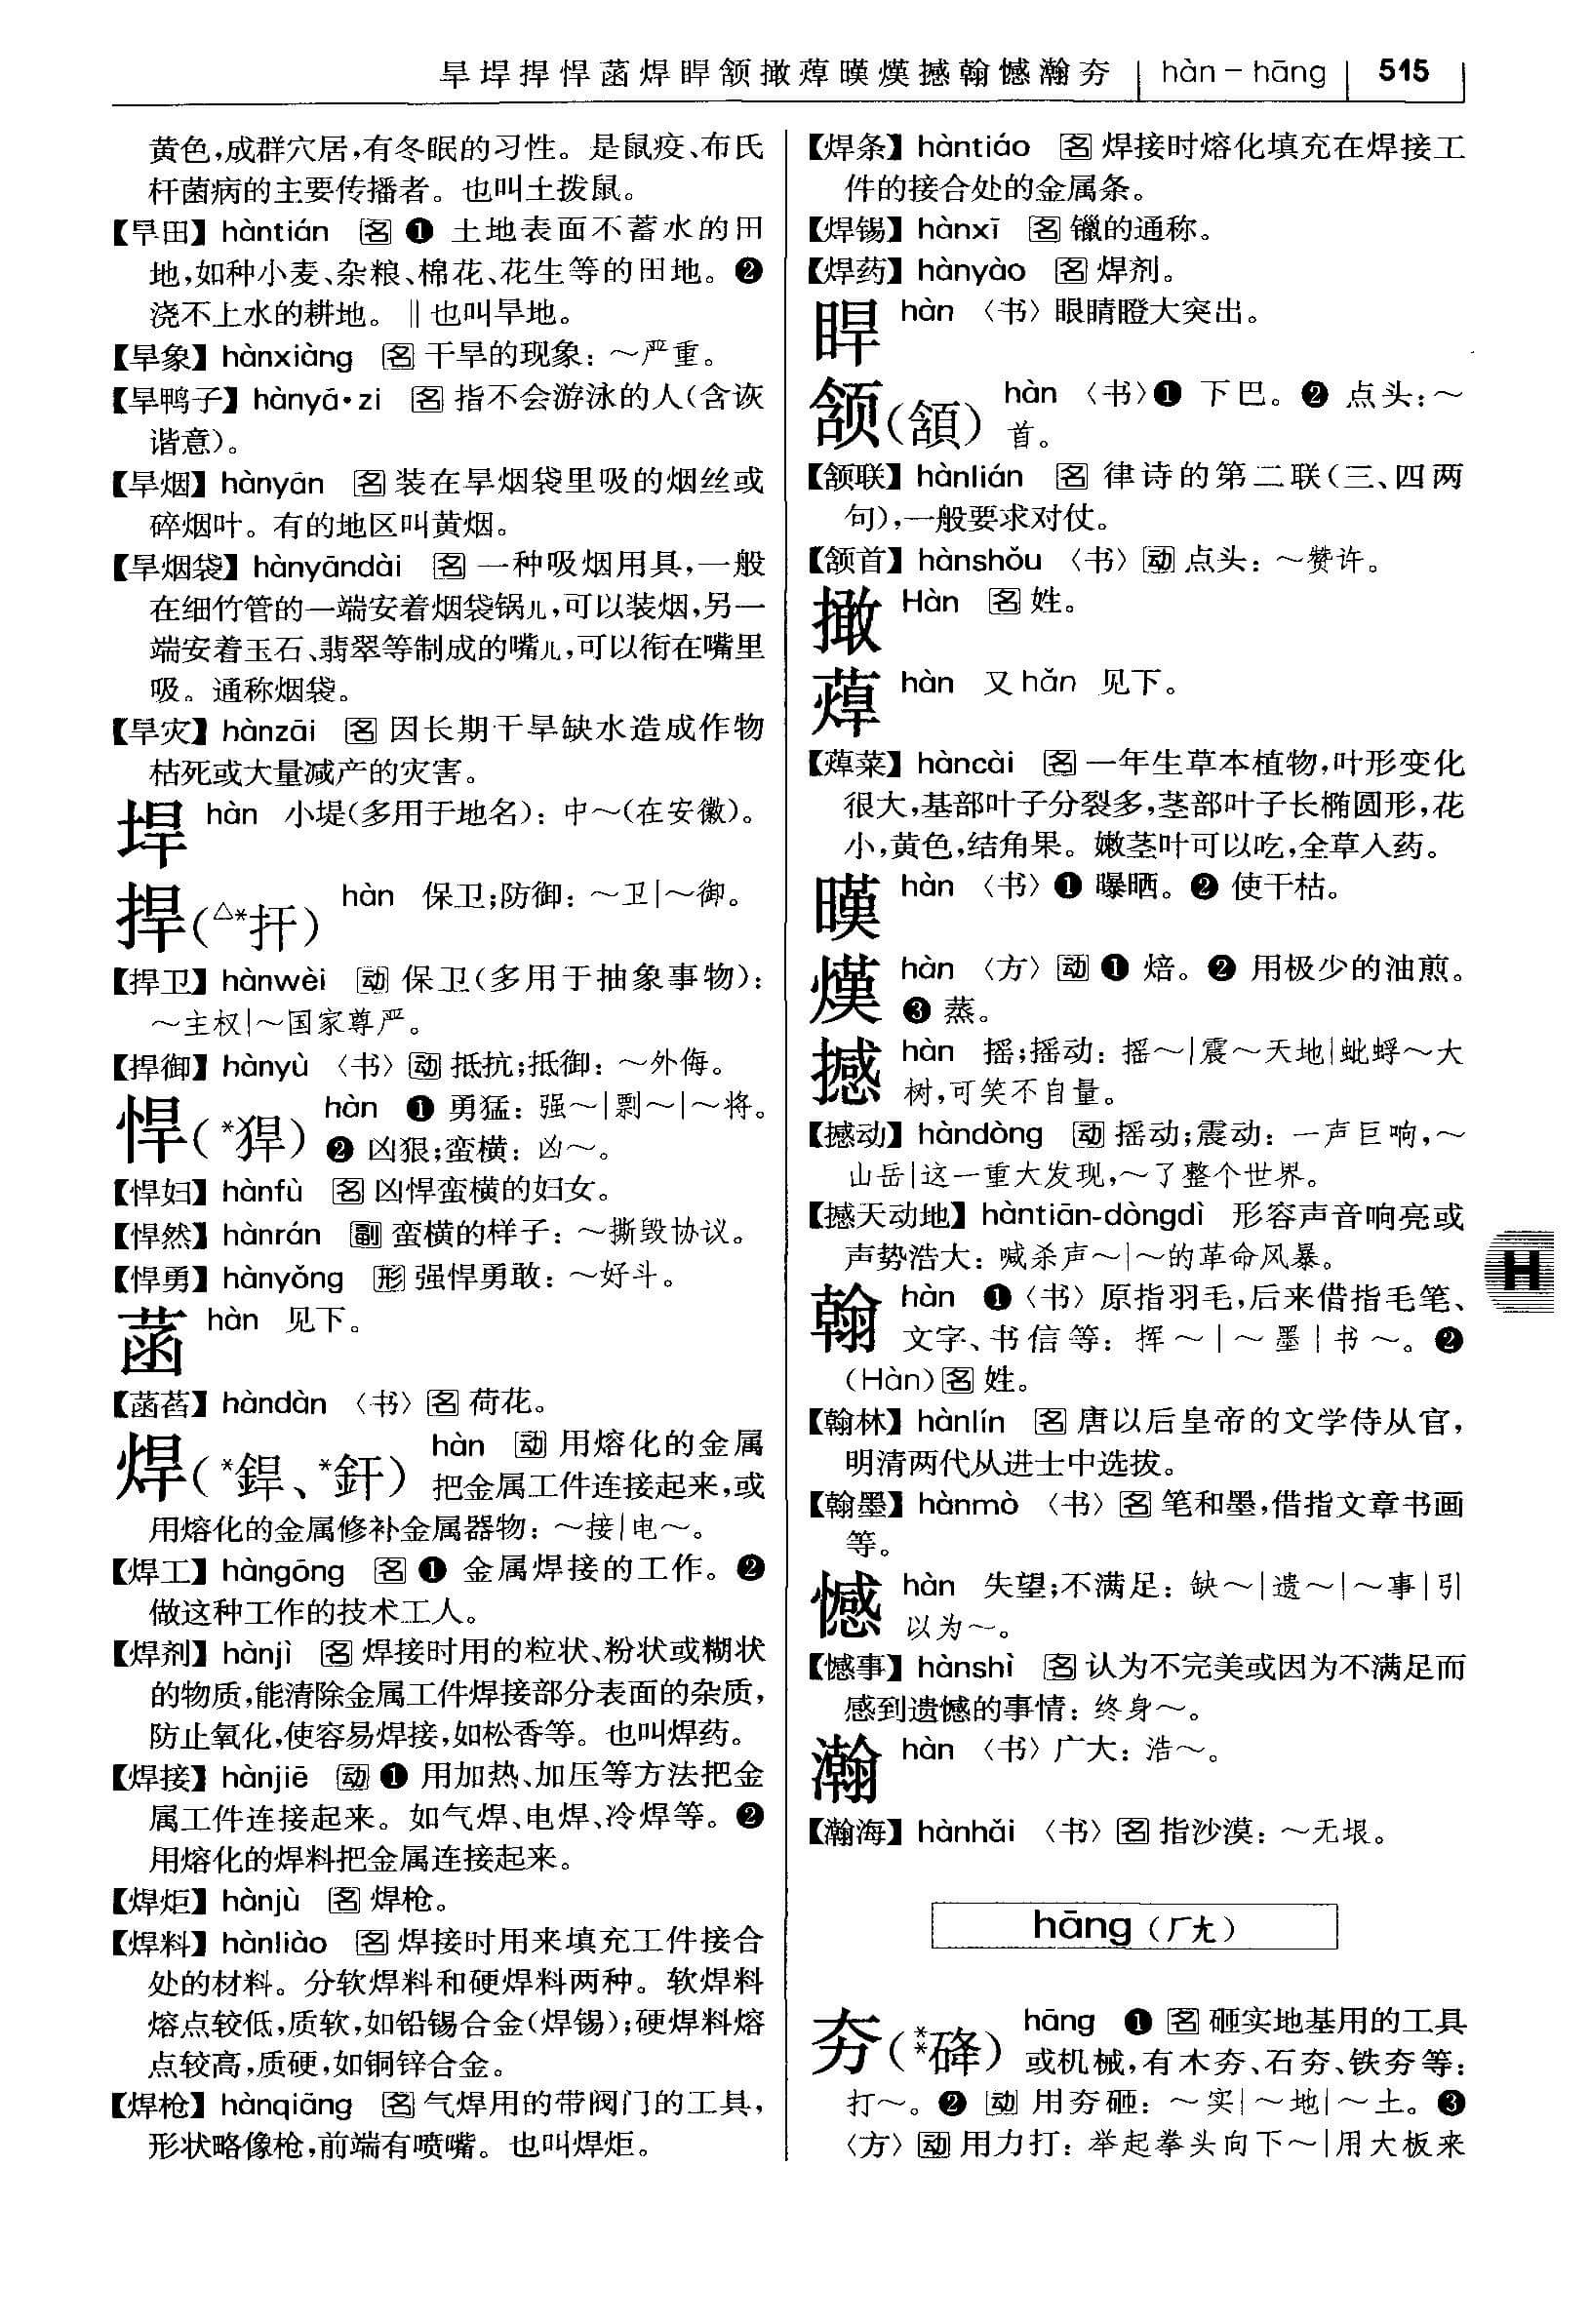 旱垾捍悍菡焊睅颔撖蔊暵熯撼翰憾瀚夯 hàn－hāng 515
黄色,成群穴居,有冬眠的习性。是鼠疫、布氏
杆菌病的主要传播者。也叫土拨鼠。
【旱田】hàntián 名 ❶ 土地表面不蓄水的田
地,如种小麦、杂粮、棉花、花生等的田地。❷
浇不上水的耕地。‖也叫旱地。
【旱象】hànxiàng 名 干旱的现象：～严重。
【旱鸭子】hànyā·zi 名 指不会游泳的人(含诙
谐意)。
【旱烟】hànyān 名 装在旱烟袋里吸的烟丝或
碎烟叶。有的地区叫黄烟。
【旱烟袋】hànyāndài 名 一种吸烟用具,一般
在细竹管的一端安着烟袋锅儿,可以装烟,另一
端安着玉石、翡翠等制成的嘴儿,可以衔在嘴里
吸。通称烟袋。
【旱灾】hànzāi 名 因长期干旱缺水造成作物
枯死或大量减产的灾害。
垾 hàn 小堤(多用于地名)：中～(在安徽)。
捍(△*扞) hàn 保卫;防御：～卫|～御。
【捍卫】hànwèi 动 保卫(多用于抽象事物)：
～主权|～国家尊严。
【捍御】hànyù 〈书〉动 抵抗;抵御：～外侮。
悍(*猂) hàn ❶ 勇猛：强～|剽～|～将。
❷ 凶狠;蛮横：凶～。
【悍妇】hànfù 名 凶悍蛮横的妇女。
【悍然】hànrán 副 蛮横的样子：～撕毁协议。
【悍勇】hànyǒng 形 强悍勇敢：～好斗。
菡 hàn 见下。
【菡萏】hàndàn 〈书〉名 荷花。
焊(*銲、*釬) hàn 动 用熔化的金属
把金属工件连接起来,或
用熔化的金属修补金属器物：～接|电～。
【焊工】hàngōng 名 ❶ 金属焊接的工作。❷
做这种工作的技术工人。
【焊剂】hànjì 名 焊接时用的粒状、粉状或糊状
的物质,能清除金属工件焊接部分表面的杂质,
防止氧化,使容易焊接,如松香等。也叫焊药。
【焊接】hànjiē 动 ❶ 用加热、加压等方法把金
属工件连接起来。如气焊、电焊、冷焊等。❷
用熔化的焊料把金属连接起来。
【焊炬】hànjù 名 焊枪。
【焊料】hànliào 名 焊接时用来填充工件接合
处的材料。分软焊料和硬焊料两种。软焊料
熔点较低,质软,如铅锡合金(焊锡);硬焊料熔
点较高,质硬,如铜锌合金。
【焊枪】hànqiāng 名 气焊用的带阀门的工具,
形状略像枪,前端有喷嘴。也叫焊炬。
【焊条】hàntiáo 名 焊接时熔化填充在焊接工
件的接合处的金属条。
【焊锡】hànxī 名 镴的通称。
【焊药】hànyào 名 焊剂。
睅 hàn 〈书〉眼睛瞪大突出。
颔(頷) hàn 〈书〉❶ 下巴。❷ 点头：～
首。
【颔联】hànlián 名 律诗的第二联(三、四两
句),一般要求对仗。
【颔首】hànshǒu 〈书〉动 点头：～赞许。
撖 Hàn 名 姓。
蔊 hàn 又 hǎn 见下。
【蔊菜】hàncài 名 一年生草本植物,叶形变化
很大,基部叶子分裂多,茎部叶子长椭圆形,花
小,黄色,结角果。嫩茎叶可以吃,全草入药。
暵 hàn 〈书〉❶ 曝晒。❷ 使干枯。
熯 hàn 〈方〉动 ❶ 焙。❷ 用极少的油煎。
❸ 蒸。
撼 hàn 摇;摇动：摇～|震～天地|蚍蜉～大
树,可笑不自量。
【撼动】hàndòng 动 摇动;震动：一声巨响,～
山岳|这一重大发现,～了整个世界。
【撼天动地】hàntiān-dòngdì 形容声音响亮或
声势浩大：喊杀声～|～的革命风暴。
H
翰 hàn ❶〈书〉原指羽毛,后来借指毛笔、
文字、书信等：挥～|～墨|书～。❷
(Hàn)名 姓。
【翰林】hànlín 名 唐以后皇帝的文学侍从官,
明清两代从进士中选拔。
【翰墨】hànmò 〈书〉名 笔和墨,借指文章书画
等。
憾 hàn 失望;不满足：缺～|遗～|～事|引
以为～。
【憾事】hànshì 名 认为不完美或因为不满足而
感到遗憾的事情：终身～。
瀚 hàn 〈书〉广大：浩～。
【瀚海】hànhǎi 〈书〉名 指沙漠：～无垠。
hāng (ㄏㄤ)
夯(**硸) hāng ❶ 名 砸实地基用的工具
或机械,有木夯、石夯、铁夯等：
打～。❷ 动 用夯砸：～实|～地|～土。❸
〈方〉动 用力打：举起拳头向下～|用大板来